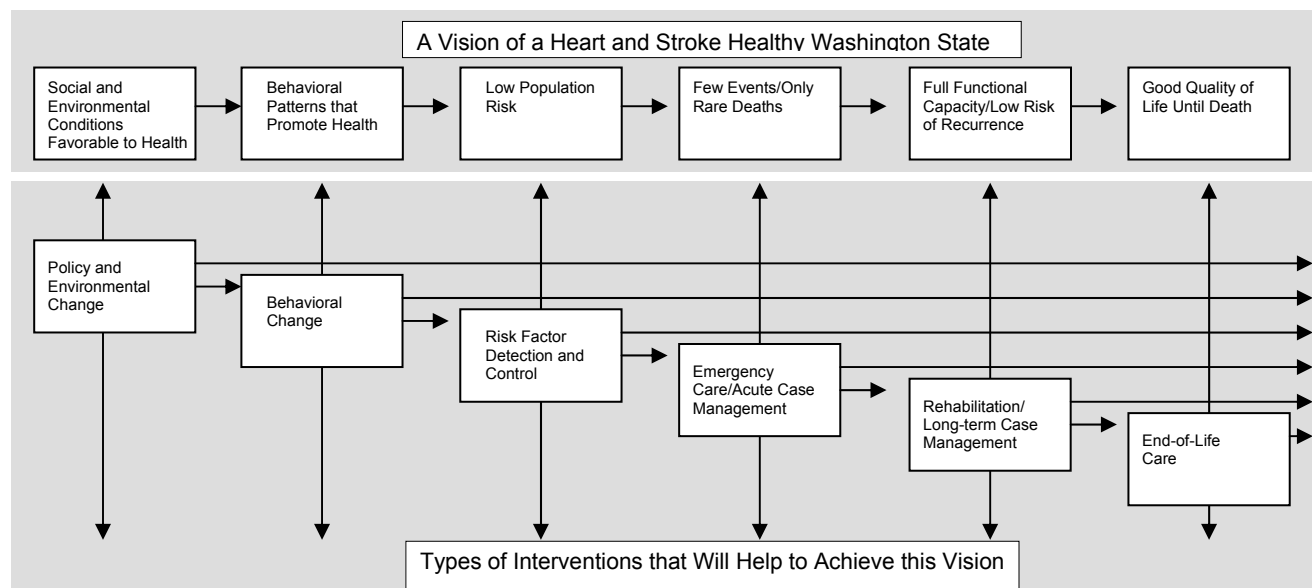 A Vision of a Heart and Stroke Healthy Washington State
Social and
Environmental
Conditions
Favorable to Health
Behavioral
Patterns that
Promote Health
Low Population
Risk
Few Events/Only
Rare Deaths
Full Functional
Capacity/Low Risk
of Recurrence
Good Quality of
Life Until Death
Policy and
Environmental
Change
Behavioral
Change
Risk Factor
Detection and
Control
Emergency
Care/Acute Case
Management
Rehabilitation/
Long-term Case
Management
End-of-Life
Care
Types of Interventions that Will Help to Achieve this Vision